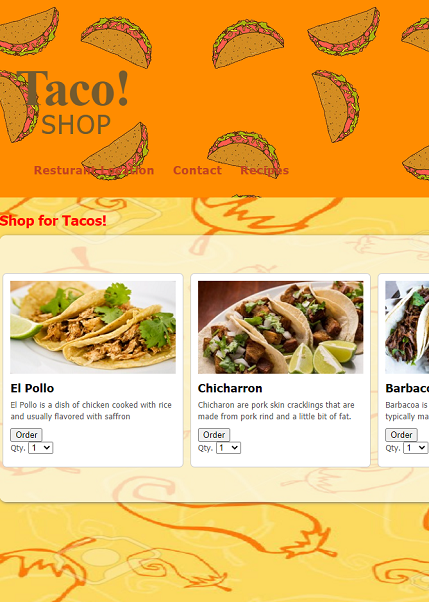 Taco!
SHOP
Contact
Recipes
Shop for Tacos!
El Pollo
El Pollo is a dish of chicken cooked with rice
and usually flavored with saffron
Order
Qty. 1
Chicharron
Chicharon are pork skin cracklings that are
made from pork rind and a little bit of fat.
Order
Qty. 1
Barbaco
Barbacoa is
typically ma
Order
Qty. 1